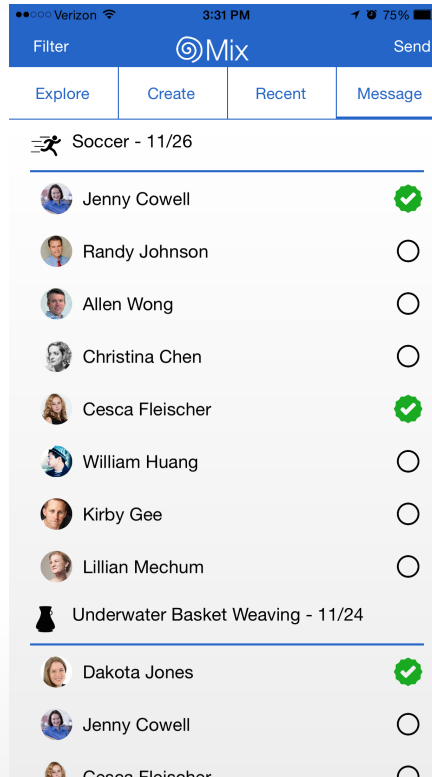 Verizon 3:31 PM 75%
Filter Mix Send
Explore Create Recent Message
Soccer - 11/26
Jenny Cowell
Randy Johnson
Allen Wong
Christina Chen
Cesca Fleischer
William Huang
Kirby Gee
Lillian Mechum
Underwater Basket Weaving - 11/24
Dakota Jones
Jenny Cowell
Cesca Fleischer